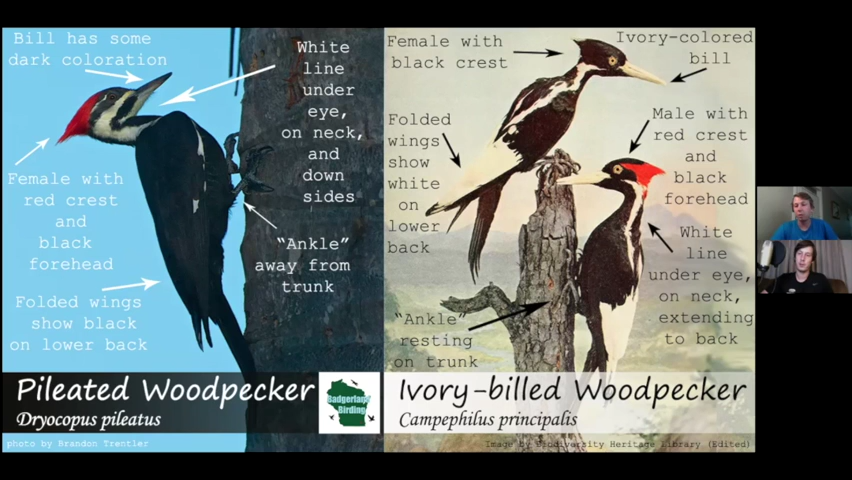 Bill has some
dark coloration
White
line
under
eye,
on neck,
and
down
sides
Female with
red crest
and
black
forehead
"Ankle"
away from
trunk
Folded wings
show black
on lower back
Pileated Woodpecker
Dryocopus pileatus
Badgerland
Birding
photo by Brandon Trentler
Female with
black crest
Ivory-colored
bill
Folded
wings
show
white
on
lower
back
Male with
red crest
and
black
forehead
White
line
under eye,
on neck,
extending
to back
"Ankle"
resting
on trunk
Ivory-billed Woodpecker
Campephilus principalis
Image by Biodiversity Heritage Library (Edited)